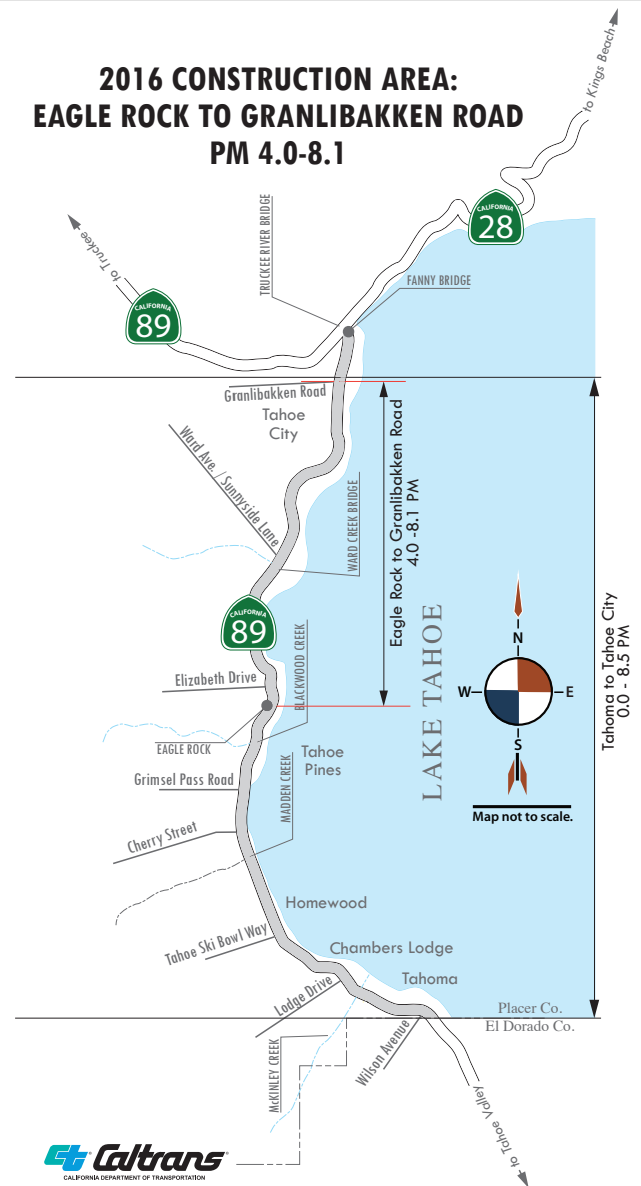 2016 CONSTRUCTION AREA:
EAGLE ROCK TO GRANLIBAKKEN ROAD
PM 4.0-8.1
to Kings Beach
CALIFORNIA
28
to Truckee
TRUCKEE RIVER BRIDGE
FANNY BRIDGE
CALIFORNIA
89
Granlibakken Road
Tahoe
City
Ward Ave. / Sunnyside Lane
WARD CREEK BRIDGE
Eagle Rock to Granlibakken Road
4.0 -8.1 PM
Tahoma to Tahoe City
0.0 - 8.5 PM
CALIFORNIA
89
LAKE TAHOE
N
W
E
S
Map not to scale.
Elizabeth Drive
BLACKWOOD CREEK
EAGLE ROCK
Tahoe
Pines
Grimsel Pass Road
MADDEN CREEK
Cherry Street
Homewood
Tahoe Ski Bowl Way
Chambers Lodge
Tahoma
Lodge Drive
Placer Co.
El Dorado Co.
McKINLEY CREEK
Wilson Avenue
to Tahoe Valley
ct Caltrans
CALIFORNIA DEPARTMENT OF TRANSPORTATION